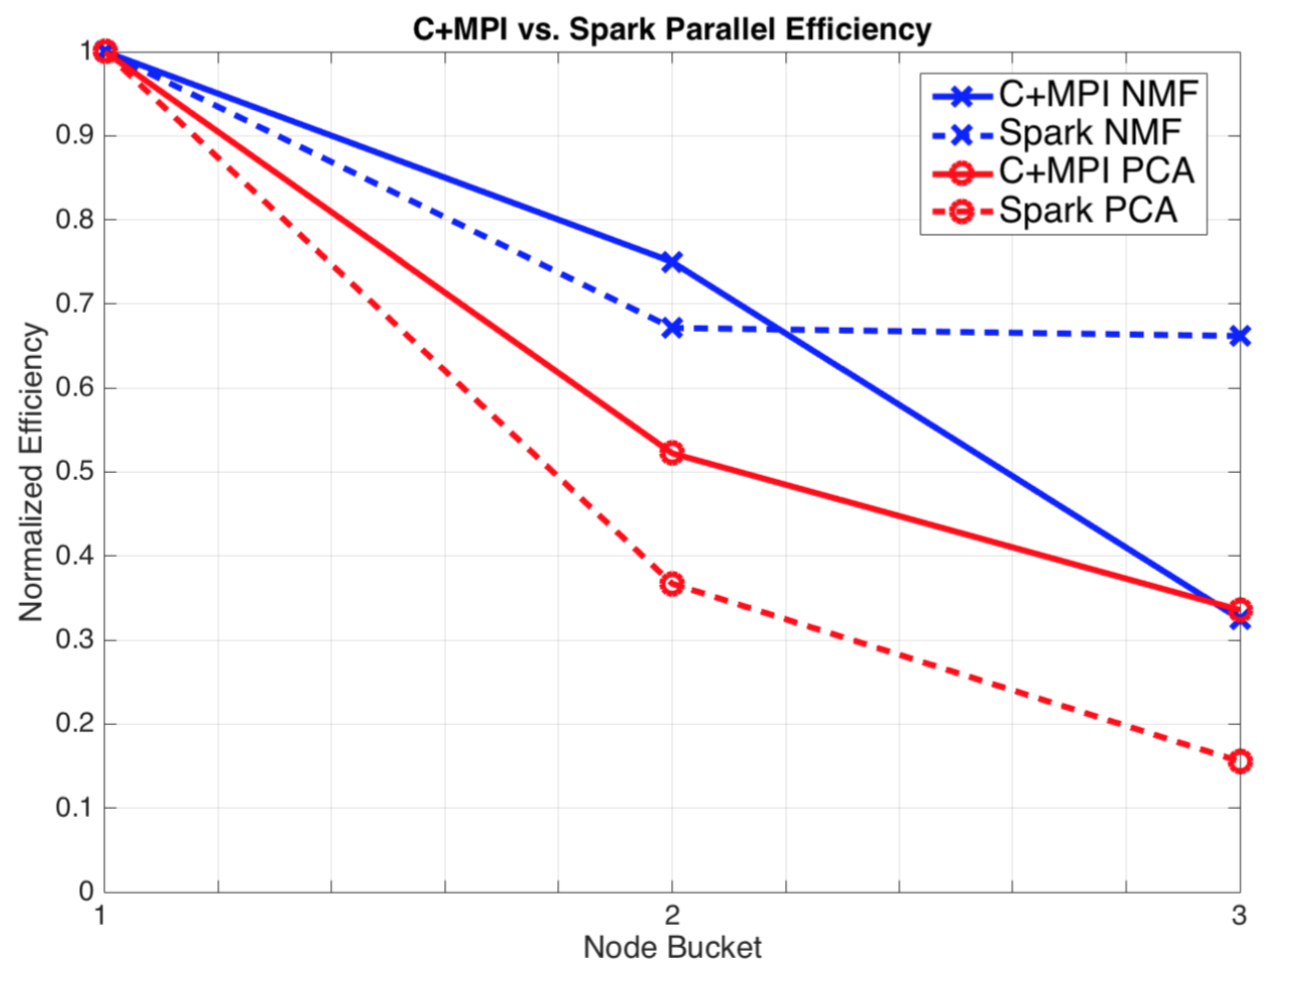 C+MPI vs. Spark Parallel Efficiency
C+MPI NMF
Spark NMF
C+MPI PCA
Spark PCA
Normalized Efficiency
1
0.9
0.8
0.7
0.6
0.5
0.4
0.3
0.2
0.1
0
1 2 3
Node Bucket